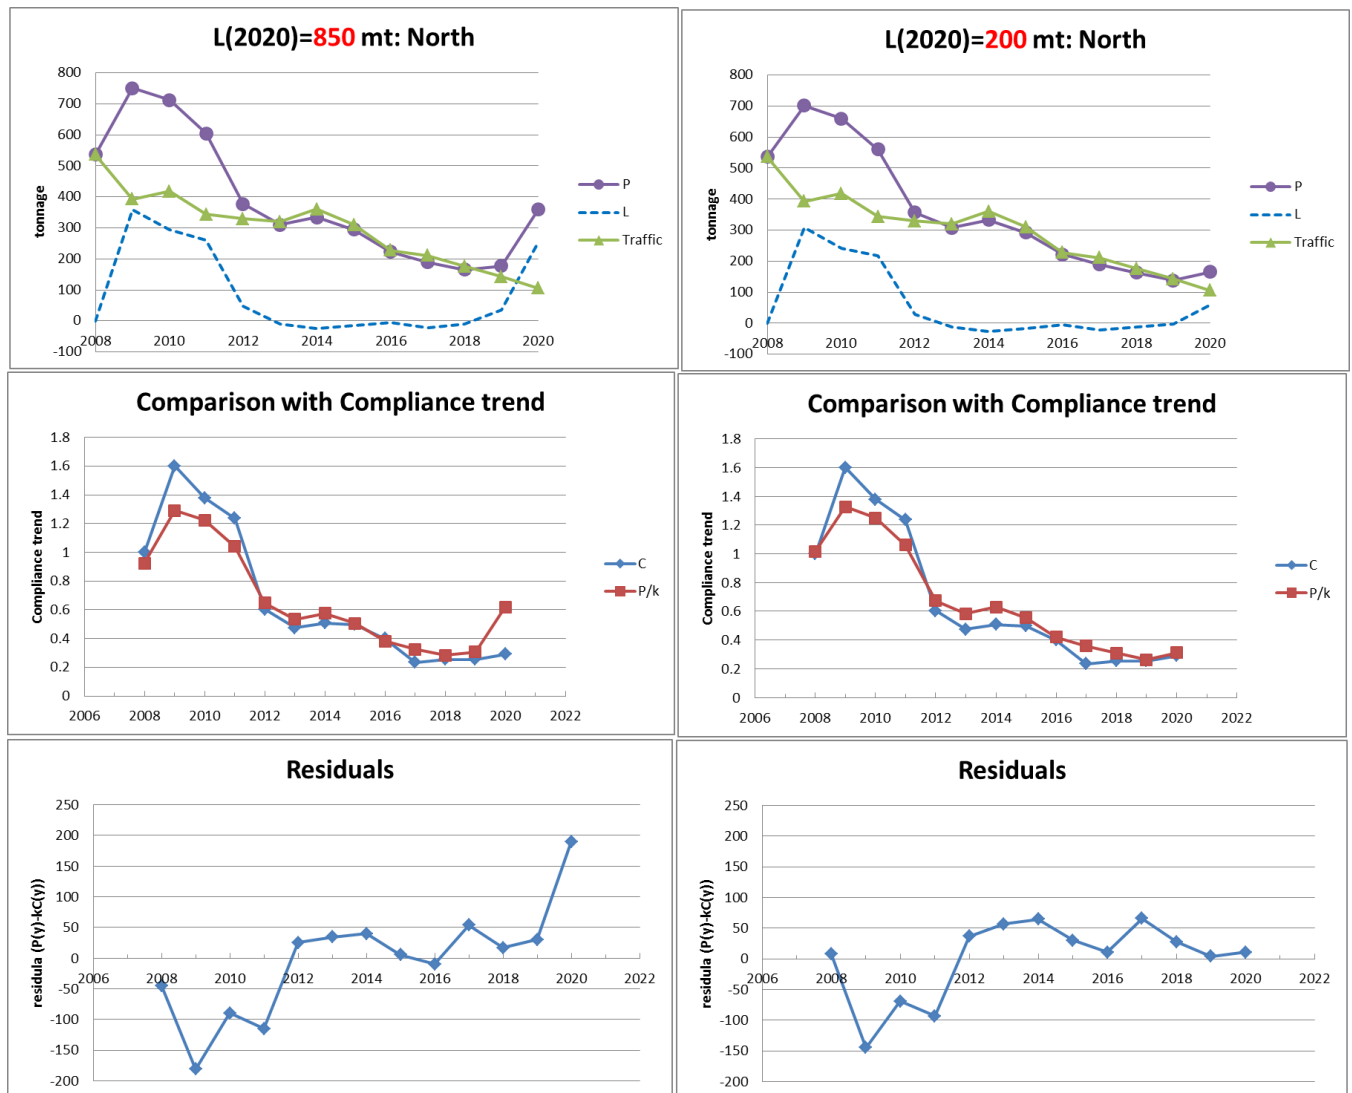 L(2020)=850 mt: North
800
700
600
500
400
300
200
100
0
-100
tonnage
2008 2010 2012 2014 2016 2018 2020
P
L
Traffic
L(2020)=200 mt: North
800
700
600
500
400
300
200
100
0
-100
tonnage
2008 2010 2012 2014 2016 2018 2020
P
L
Traffic
Comparison with Compliance trend
1.8
1.6
1.4
1.2
1
0.8
0.6
0.4
0.2
0
Compliance trend
2006 2008 2010 2012 2014 2016 2018 2020 2022
C
P/k
Comparison with Compliance trend
1.8
1.6
1.4
1.2
1
0.8
0.6
0.4
0.2
0
Compliance trend
2006 2008 2010 2012 2014 2016 2018 2020 2022
C
P/k
Residuals
250
200
150
100
50
0
-50
-100
-150
-200
residula (P(y)-kC(y))
2006 2008 2010 2012 2014 2016 2018 2020 2022
Residuals
250
200
150
100
50
0
-50
-100
-150
-200
residula (P(y)-kC(y))
2006 2008 2010 2012 2014 2016 2018 2020 2022